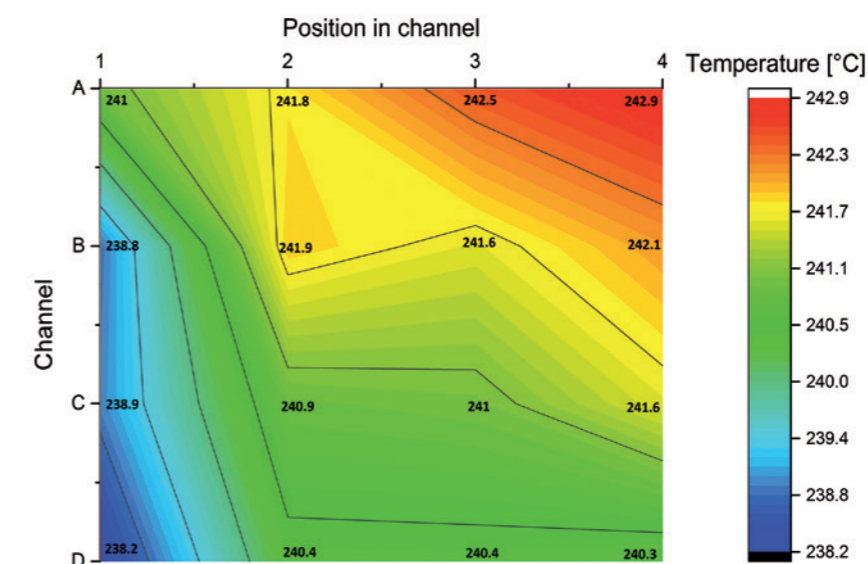 Position in channel
1 2 3 4
Temperature [°C]
A 241 241.8 242.5 242.9
B 238.8 241.9 241.6 242.1
C 238.9 240.9 241 241.6
D 238.2 240.4 240.4 240.3
Channel
242.9
242.3
241.7
241.1
240.5
240.0
239.4
238.8
238.2